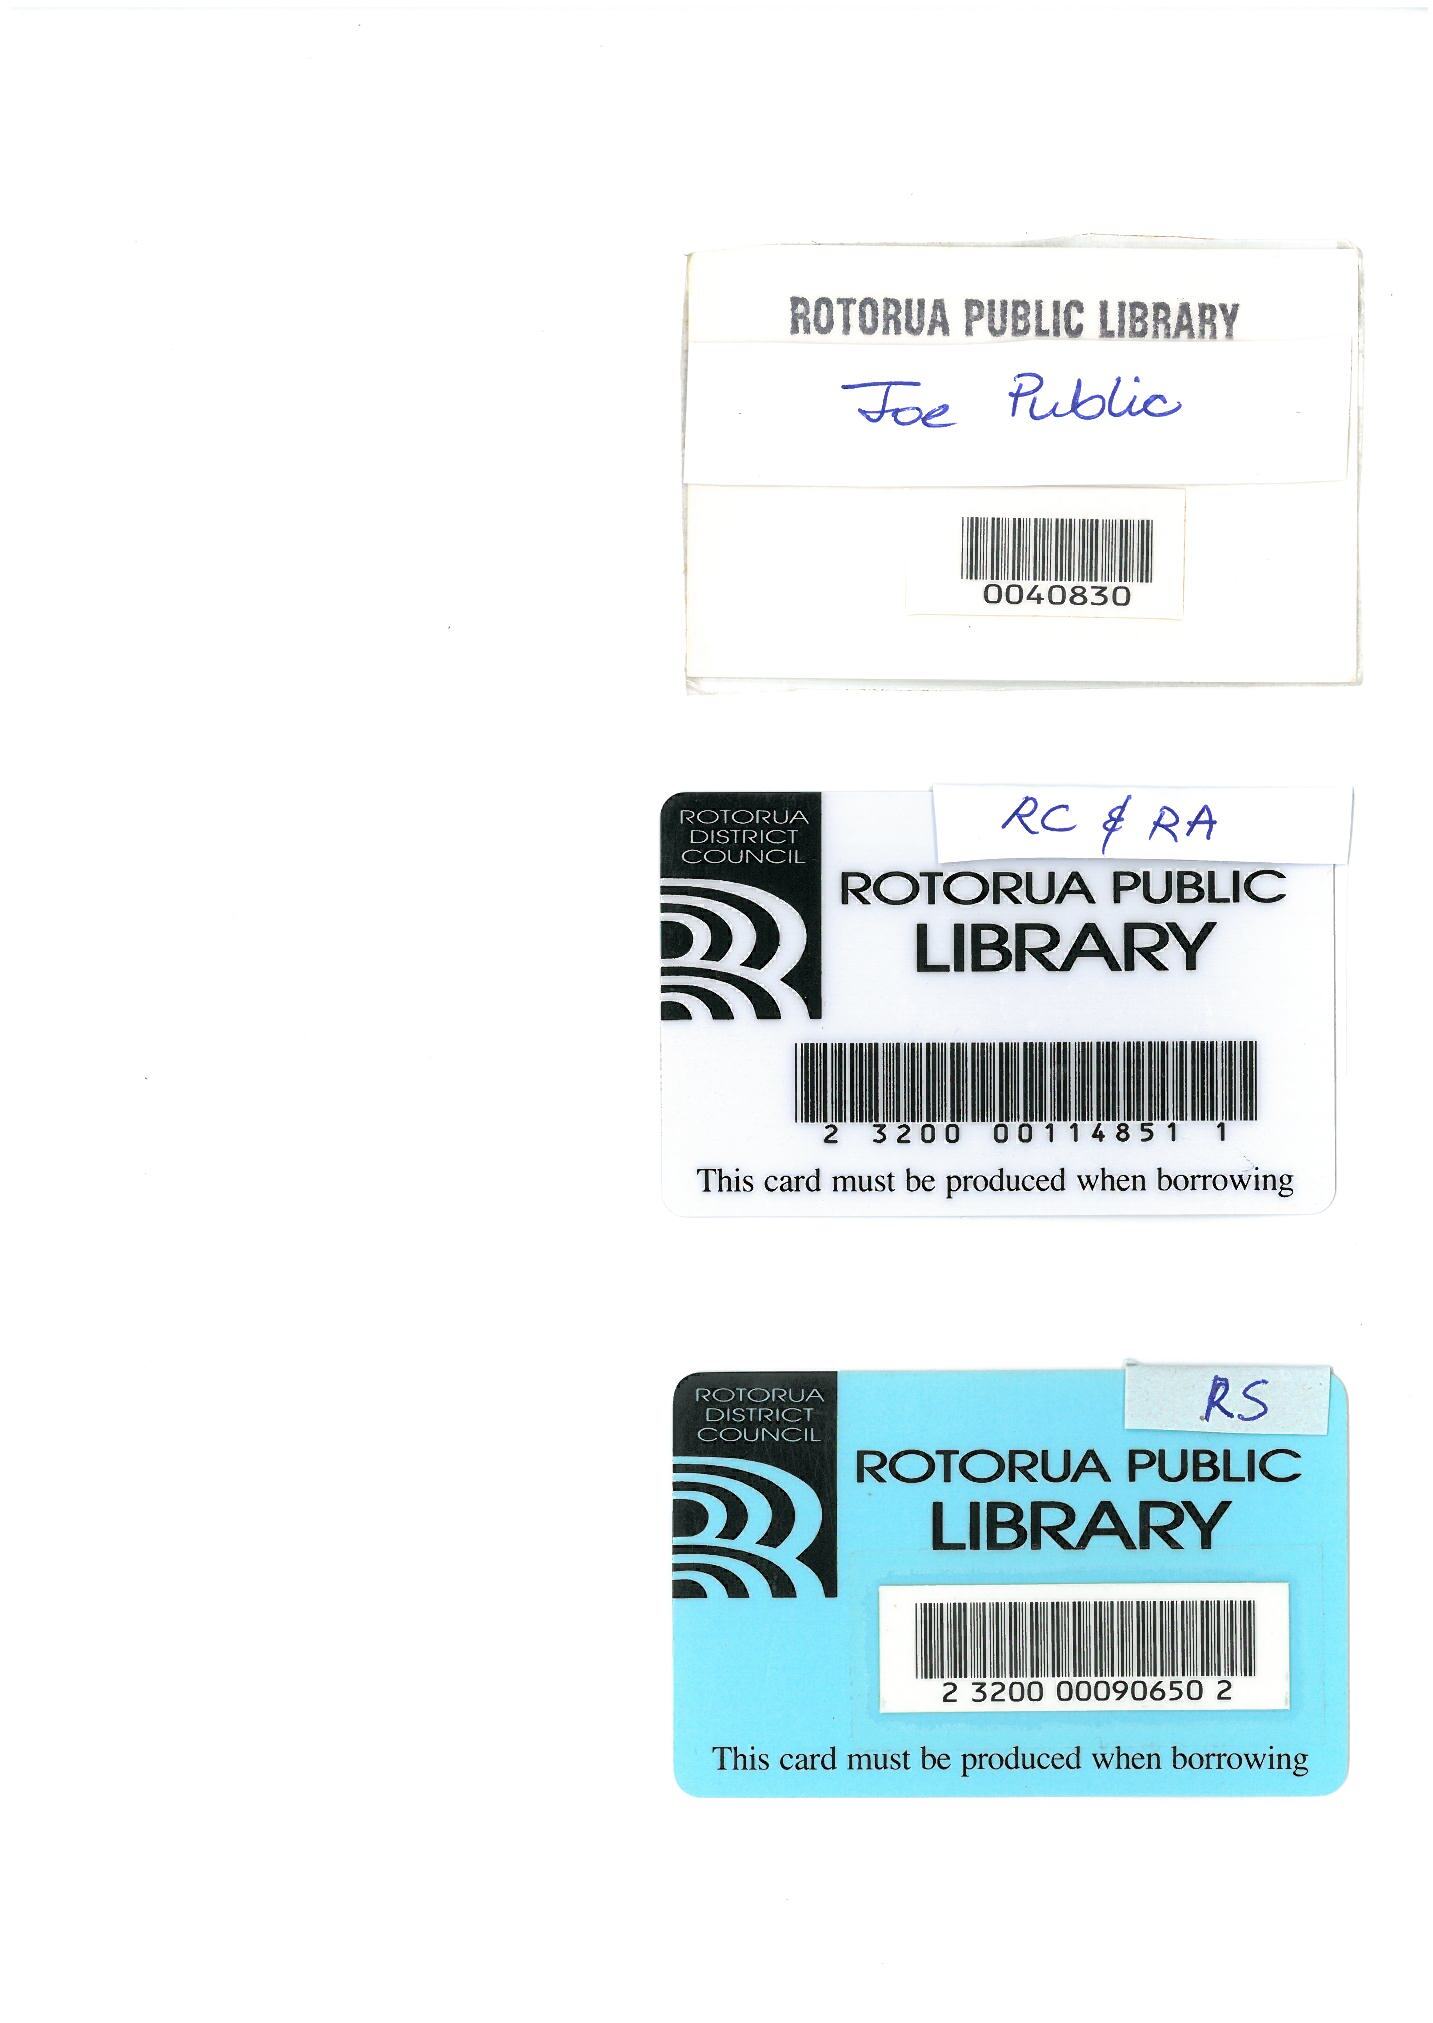 ROTORUA PUBLIC LIBRARY
Joe Public
0040830
RC & RA
ROTORUA
DISTRICT
COUNCIL
ROTORUA PUBLIC
LIBRARY
2 3200 00114851 1
This card must be produced when borrowing
RS
ROTORUA
DISTRICT
COUNCIL
ROTORUA PUBLIC
LIBRARY
2 3200 00090650 2
This card must be produced when borrowing